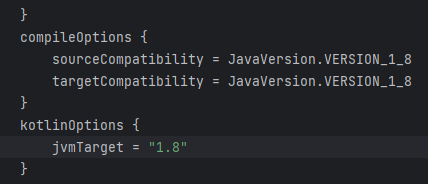 }
compileOptions {
sourceCompatibility = JavaVersion.VERSION_1_8
targetCompatibility = JavaVersion.VERSION_1_8
}
kotlinOptions {
jvmTarget = "1.8"
}